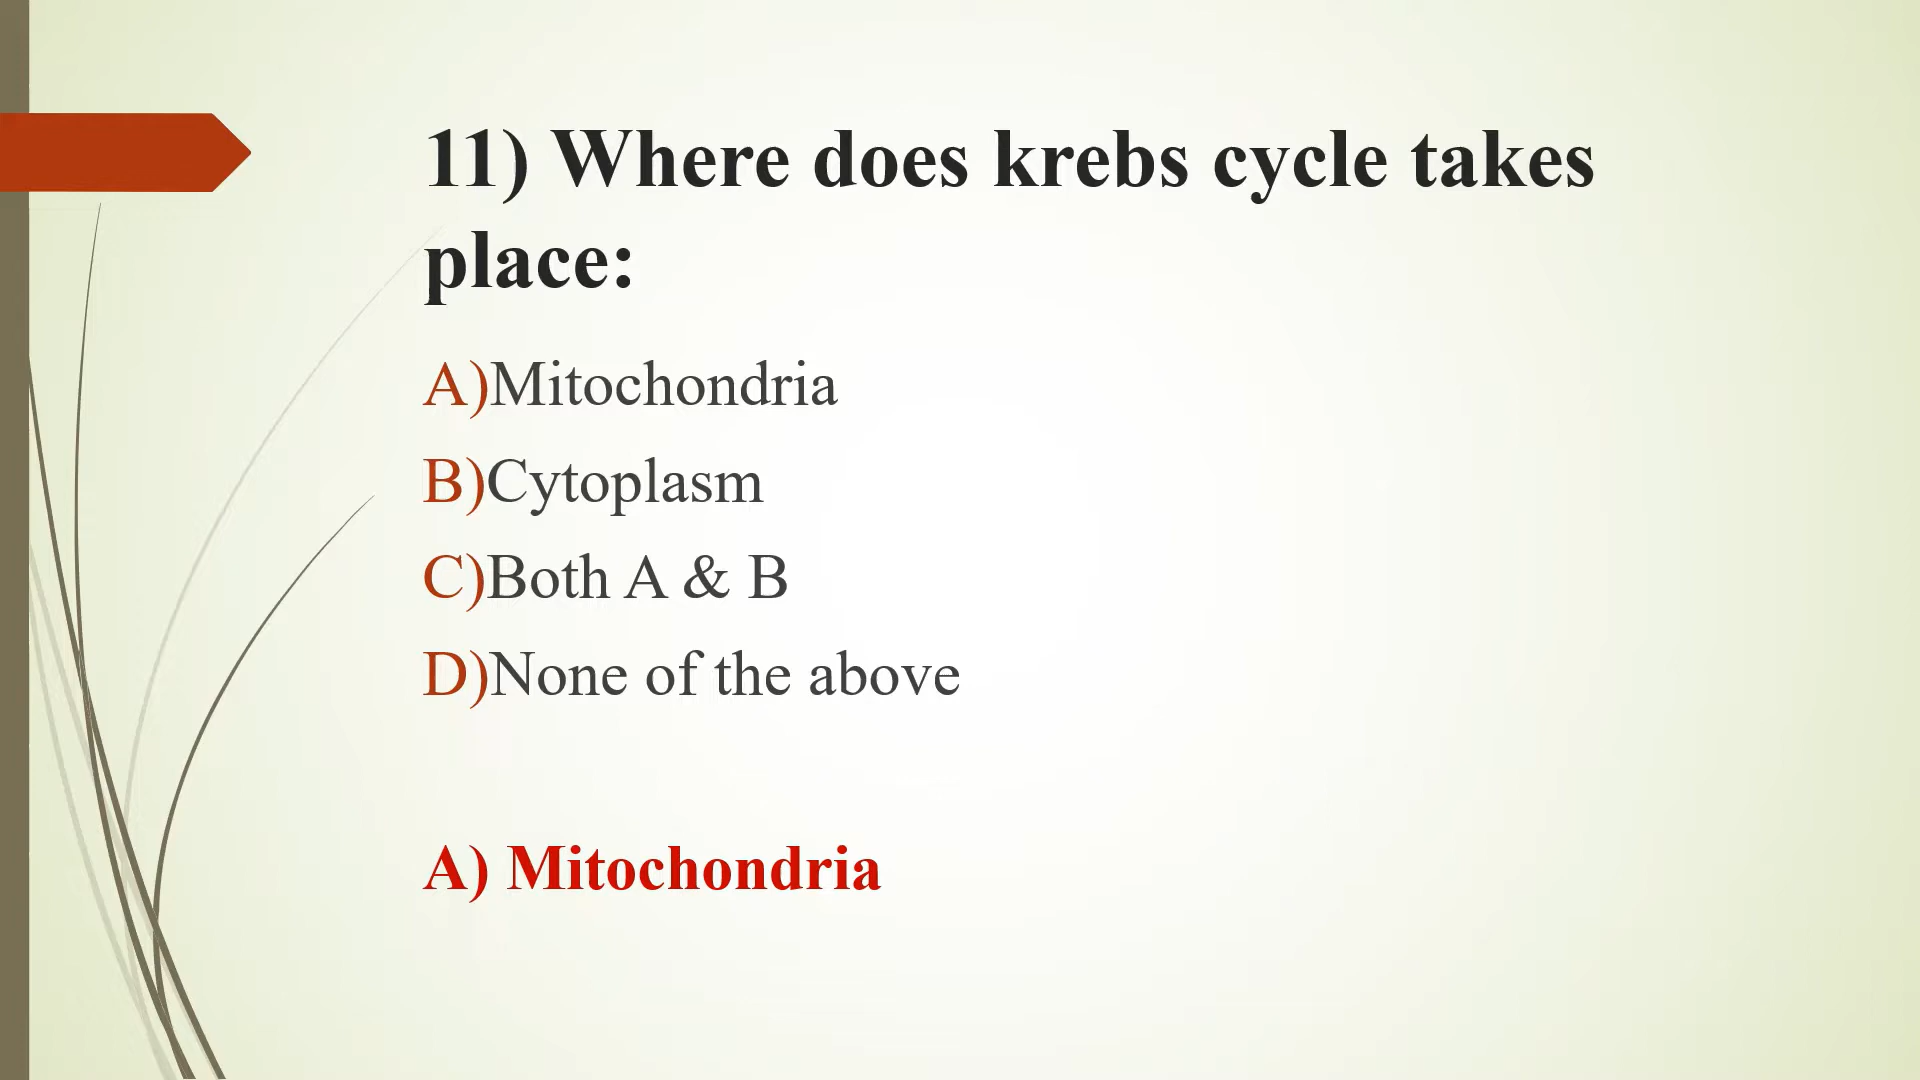 11) Where does krebs cycle takes
place:
A)Mitochondria
B)Cytoplasm
C)Both A & B
D)None of the above
A) Mitochondria